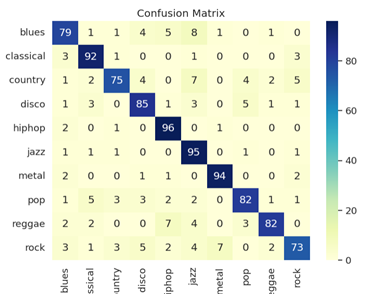 Confusion Matrix
blues 79 1 1 4 5 8 1 0 1 0
classical 3 92 1 0 0 1 0 0 0 3
country 1 2 75 4 0 7 0 4 2 5
disco 1 3 0 85 1 3 0 5 1 1
hiphop 2 0 1 0 96 0 0 1 0 0
jazz 1 1 1 0 0 95 0 1 0 1
metal 2 0 0 1 1 0 94 0 0 2
pop 1 5 3 3 2 2 0 82 1 1
reggae 2 2 0 0 7 4 0 3 82 0
rock 3 1 3 5 2 4 7 0 2 73
blues ssical untry disco iphop jazz metal pop eggae rock
80
60
40
20
0